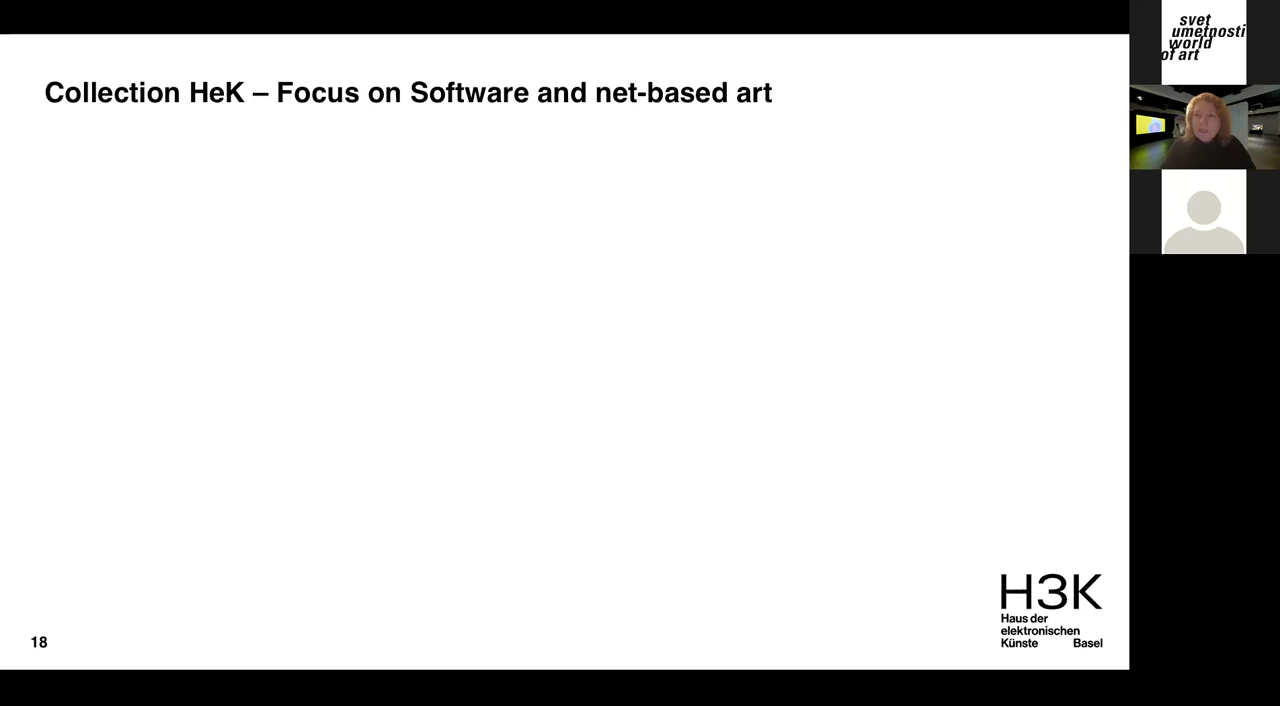 Collection HeK – Focus on Software and net-based art
svet
umetnosti
world
of art
H3K
Haus der
elektronischen
Künste Basel
18